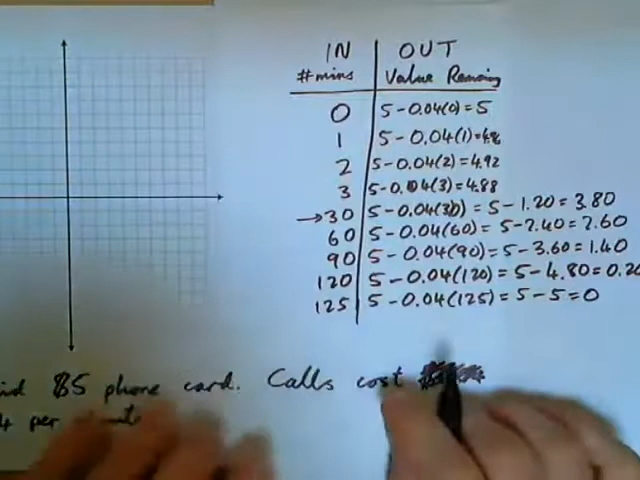 IN | OUT
#mins | Value Remaing
0 | 5-0.04(0)=5
1 | 5-0.04(1)=4.96
2 | 5-0.04(2)=4.92
3 | 5-0.04(3)=4.88
→30 | 5-0.04(30) = 5-1.20=3.80
60 | 5-0.04(60) = 5-2.40=2.60
90 | 5-0.04(90)=5-3.60=1.40
120 | 5-0.04(120)=5-4.80=0.20
125 | 5-0.04(125)=5-5=0
$5 phone card. Calls cost
per